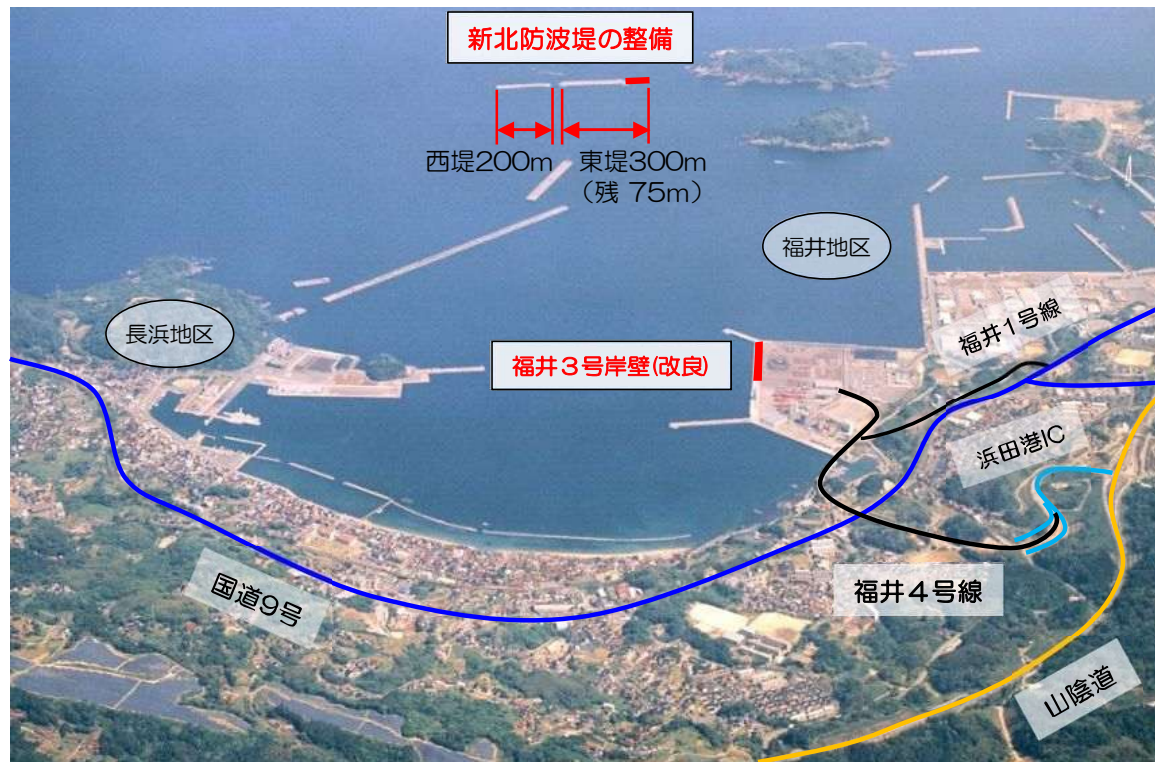 新北防波堤の整備
西堤200m
東堤300m
(残 75m)
福井地区
長浜地区
福井1号線
福井3号岸壁(改良)
浜田港IC
福井4号線
国道9号
山陰道